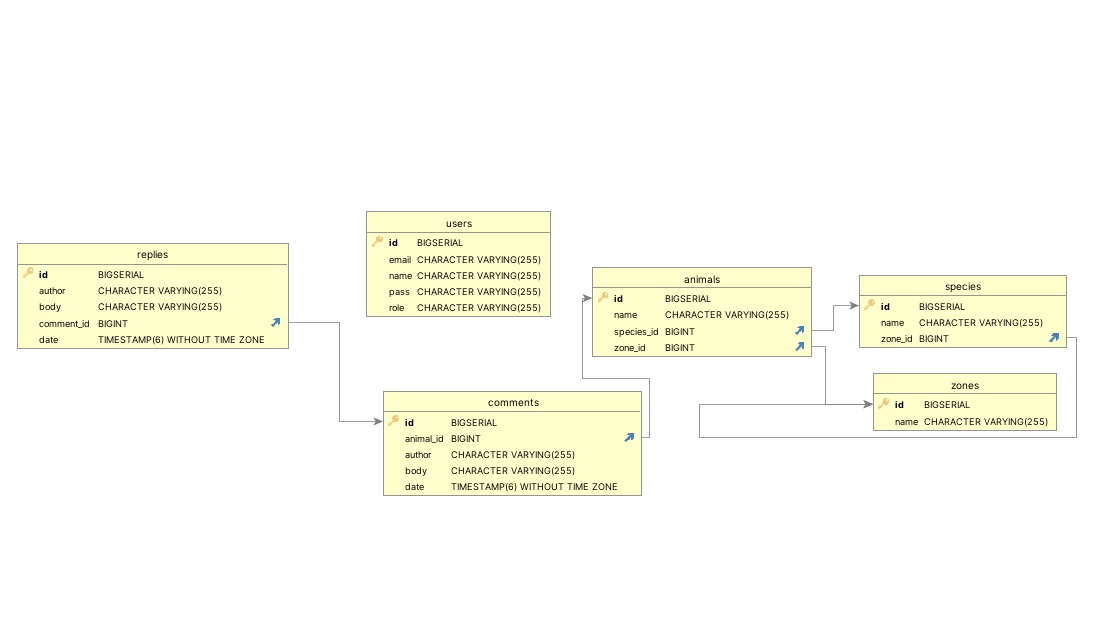 replies
id BIGSERIAL
author CHARACTER VARYING(255)
body CHARACTER VARYING(255)
comment_id BIGINT
date TIMESTAMP(6) WITHOUT TIME ZONE
users
id BIGSERIAL
email CHARACTER VARYING(255)
name CHARACTER VARYING(255)
pass CHARACTER VARYING(255)
role CHARACTER VARYING(255)
comments
id BIGSERIAL
animal_id BIGINT
author CHARACTER VARYING(255)
body CHARACTER VARYING(255)
date TIMESTAMP(6) WITHOUT TIME ZONE
animals
id BIGSERIAL
name CHARACTER VARYING(255)
species_id BIGINT
zone_id BIGINT
species
id BIGSERIAL
name CHARACTER VARYING(255)
zone_id BIGINT
zones
id BIGSERIAL
name CHARACTER VARYING(255)